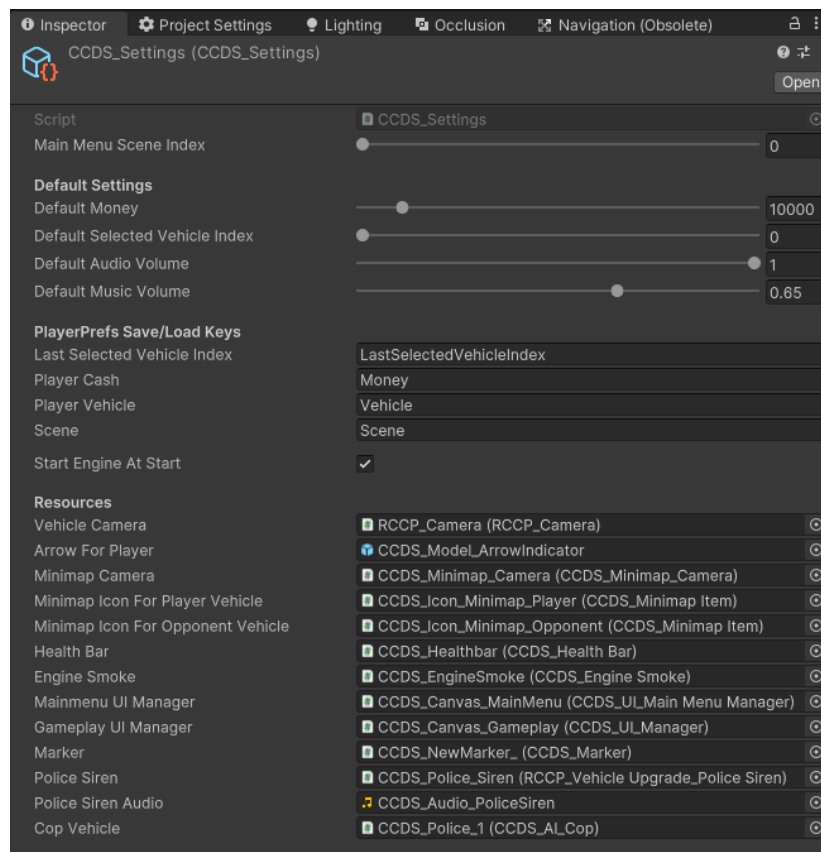 Inspector Project Settings Lighting Occlusion Navigation (Obsolete)
CCDS_Settings (CCDS_Settings)
Open
Script CCDS_Settings
Main Menu Scene Index 0
Default Settings
Default Money 10000
Default Selected Vehicle Index 0
Default Audio Volume 1
Default Music Volume 0.65
PlayerPrefs Save/Load Keys
Last Selected Vehicle Index LastSelectedVehicleIndex
Player Cash Money
Player Vehicle Vehicle
Scene Scene
Start Engine At Start
Resources
Vehicle Camera RCCP_Camera (RCCP_Camera)
Arrow For Player CCDS_Model_ArrowIndicator
Minimap Camera CCDS_Minimap_Camera (CCDS_Minimap_Camera)
Minimap Icon For Player Vehicle CCDS_Icon_Minimap_Player (CCDS_Minimap Item)
Minimap Icon For Opponent Vehicle CCDS_Icon_Minimap_Opponent (CCDS_Minimap Item)
Health Bar CCDS_Healthbar (CCDS_Health Bar)
Engine Smoke CCDS_EngineSmoke (CCDS_Engine Smoke)
Mainmenu UI Manager CCDS_Canvas_MainMenu (CCDS_UI_Main Menu Manager)
Gameplay UI Manager CCDS_Canvas_Gameplay (CCDS_UI_Manager)
Marker CCDS_NewMarker_ (CCDS_Marker)
Police Siren CCDS_Police_Siren (RCCP_Vehicle Upgrade_Police Siren)
Police Siren Audio CCDS_Audio_PoliceSiren
Cop Vehicle CCDS_Police_1 (CCDS_AI_Cop)